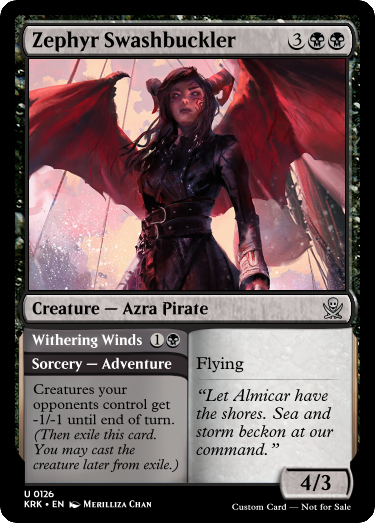 Zephyr Swashbuckler 3
Creature — Azra Pirate
Withering Winds 1
Sorcery — Adventure
Creatures your
opponents control get
-1/-1 until end of turn.
(Then exile this card.
You may cast the
creature later from exile.)
Flying
“Let Almicar have
the shores. Sea and
storm beckon at our
command.”
4/3
U 0126
KRK • EN Merilliza Chan
Custom Card — Not for Sale